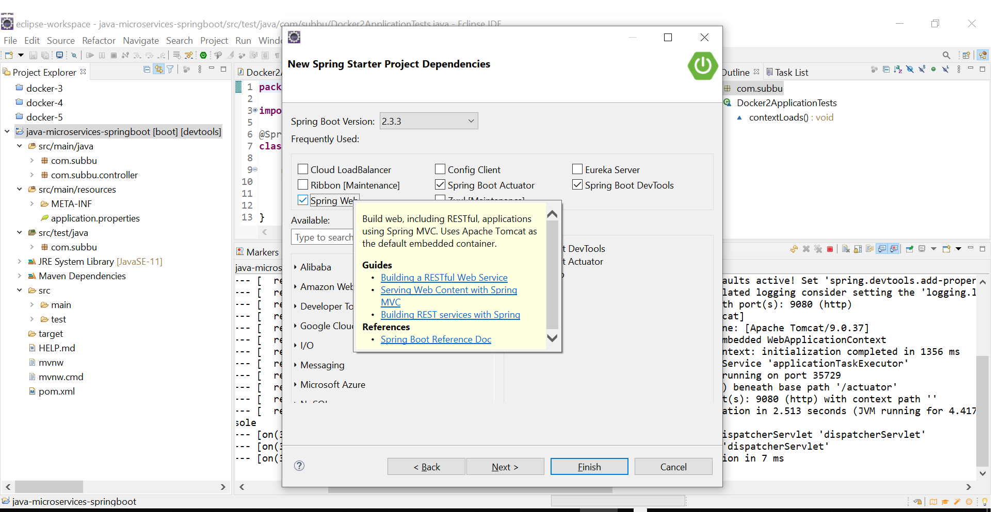 eclipse-workspace - java-microservices-springboot/src/test/java/com/subbu/Docker2ApplicationTests.java - Eclipse IDE
File Edit Source Refactor Navigate Search Project Run
Project Explorer
docker-3
docker-4
docker-5
java-microservices-springboot [boot] [devtools]
src/main/java
com.subbu
com.subbu.controller
src/main/resources
META-INF
application.properties
src/test/java
com.subbu
JRE System Library [JavaSE-11]
Maven Dependencies
src
main
test
target
HELP.md
mvnw
mvnw.cmd
pom.xml
1 pack
2
3 impo
5
6 @Spr
7 clas
8
9
10
11
12
13 }
Markers
java-micros
--- [ re
--- [ re
--- [ re
--- [ re
--- [ re
--- [ re
--- [ re
--- [ re
--- [ re
--- [ re
--- [ re
--- [ re
sole
--- [on(
--- [on(
--- [on(
New Spring Starter Project Dependencies
Spring Boot Version: 2.3.3
Frequently Used:
Cloud LoadBalancer Config Client Eureka Server
Ribbon [Maintenance] Spring Boot Actuator Spring Boot DevTools
Spring Web
Available:
Type to search
Alibaba
Amazon Web
Developer To
Google Clou
I/O
Messaging
Microsoft Azure
Build web, including RESTful, applications
using Spring MVC. Uses Apache Tomcat as
the default embedded container.
Guides
• Building a RESTful Web Service
• Serving Web Content with Spring
MVC
• Building REST services with Spring
References
• Spring Boot Reference Doc
t DevTools
t Actuator
< Back Next > Finish Cancel
Outline Task List
com.subbu
Docker2ApplicationTests
contextLoads() : void
aults active! Set 'spring.devtools.add-proper
lated logging consider setting the 'logging.l
th port(s): 9080 (http)
cat]
ne: [Apache Tomcat/9.0.37]
mbedded WebApplicationContext
ntext: initialization completed in 1356 ms
Service 'applicationTaskExecutor'
running on port 35729
) beneath base path '/actuator'
t(s): 9080 (http) with context path ''
ation in 2.513 seconds (JVM running for 4.417
ispatcherServlet 'dispatcherServlet'
'dispatcherServlet'
ion in 7 ms
java-microservices-springboot